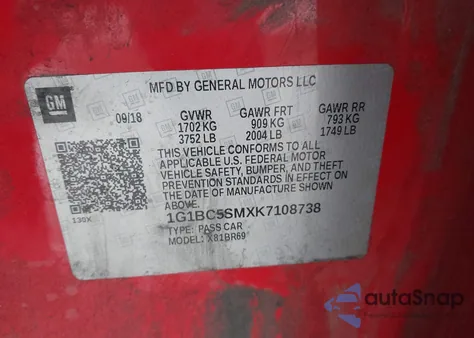 MFD BY GENERAL MOTORS LLC
GM
09/18 GVWR GAWR FRT GAWR RR
1702 KG 909 KG 793 KG
3752 LB 2004 LB 1749 LB
THIS VEHICLE CONFORMS TO ALL
APPLICABLE U.S. FEDERAL MOTOR
VEHICLE SAFETY, BUMPER, AND THEFT
PREVENTION STANDARDS IN EFFECT ON
THE DATE OF MANUFACTURE SHOWN
ABOVE.
130X
1G1BC5SMXK7108738
TYPE: PASS CAR
MODEL: X81BR69
autaSnap